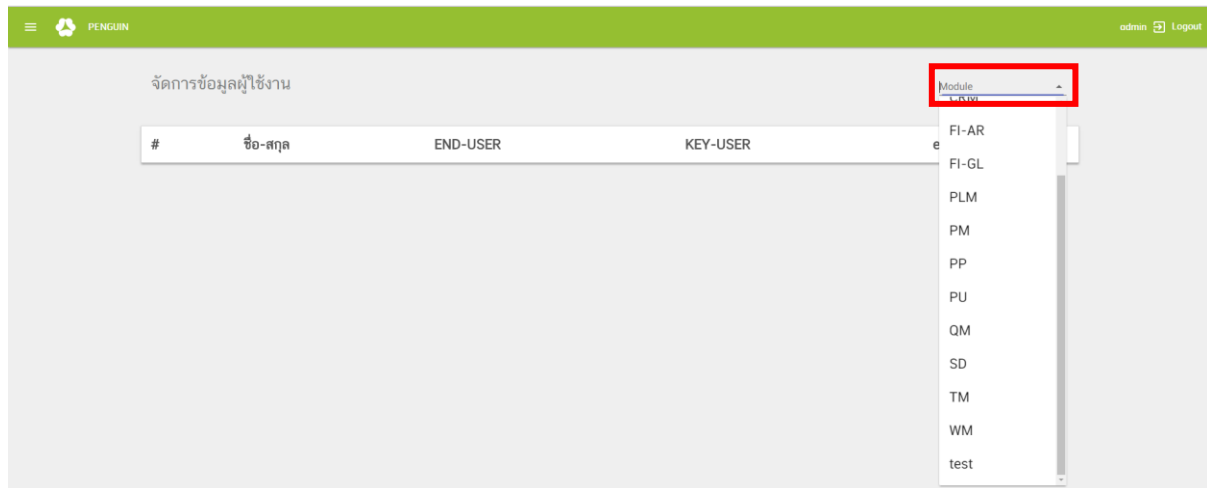 PENGUIN
admin Logout
จัดการข้อมูลผู้ใช้งาน
Module
CRM
# ชื่อ-สกุล END-USER KEY-USER e
FI-AR
FI-GL
PLM
PM
PP
PU
QM
SD
TM
WM
test